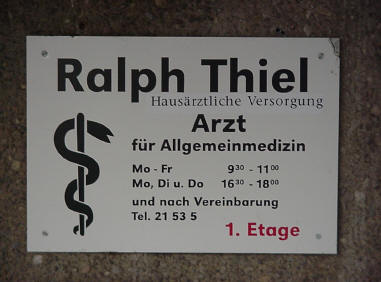 Ralph Thiel
Hausärztliche Versorgung
Arzt
für Allgemeinmedizin
Mo - Fr 9³⁰ - 11⁰⁰
Mo, Di u. Do 16³⁰ - 18⁰⁰
und nach Vereinbarung
Tel. 21 53 5
1. Etage